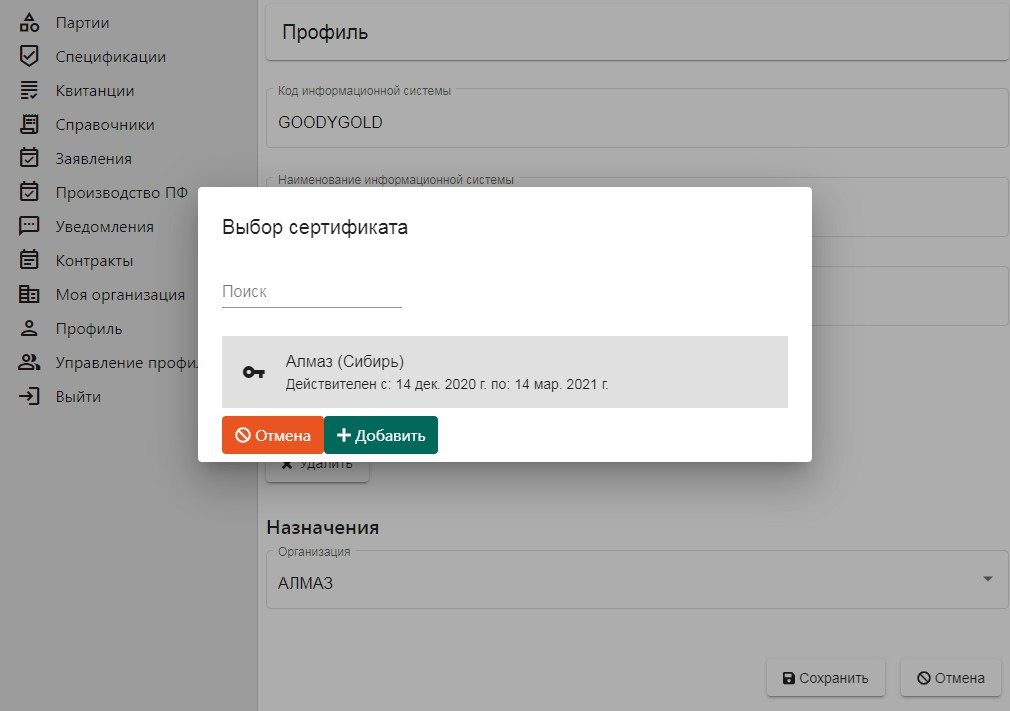 Партии
Спецификации
Квитанции
Справочники
Заявления
Производство ПФ
Уведомления
Контракты
Моя организация
Профиль
Управление профи
Выйти
Профиль
Код информационной системы
GOODYGOLD
Наименование информационной системы
Выбор сертификата
Поиск
Алмаз (Сибирь)
Действителен с: 14 дек. 2020 г. по: 14 мар. 2021 г.
Отмена Добавить
Удалить
Назначения
Организация
АЛМАЗ
Сохранить Отмена